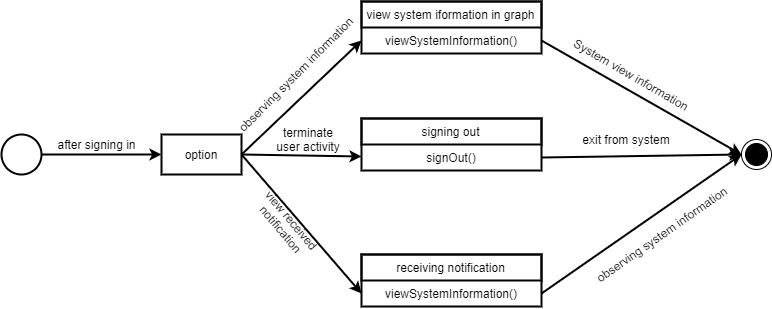 view system iformation in graph
viewSystemInformation()
observing system information
System view information
after signing in
option
terminate
user activity
signing out
signOut()
exit from system
view received
notification
receiving notification
viewSystemInformation()
observing system information